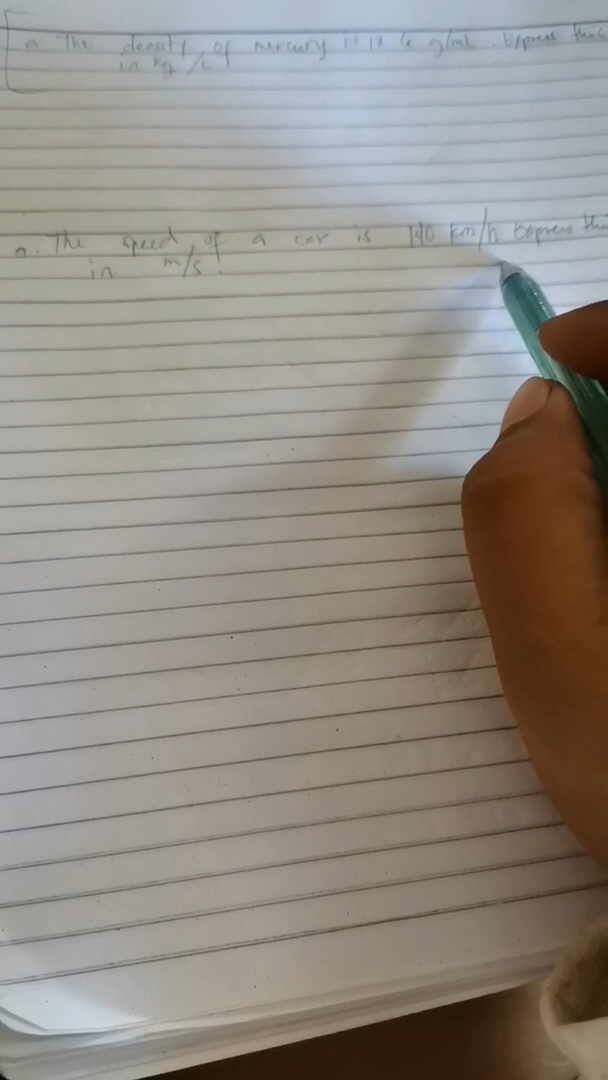 a. The density of mercury is 13 6 g/mL. Express this
in kg/L
a. The speed of a car is 140 km/h Express this
in m/s.